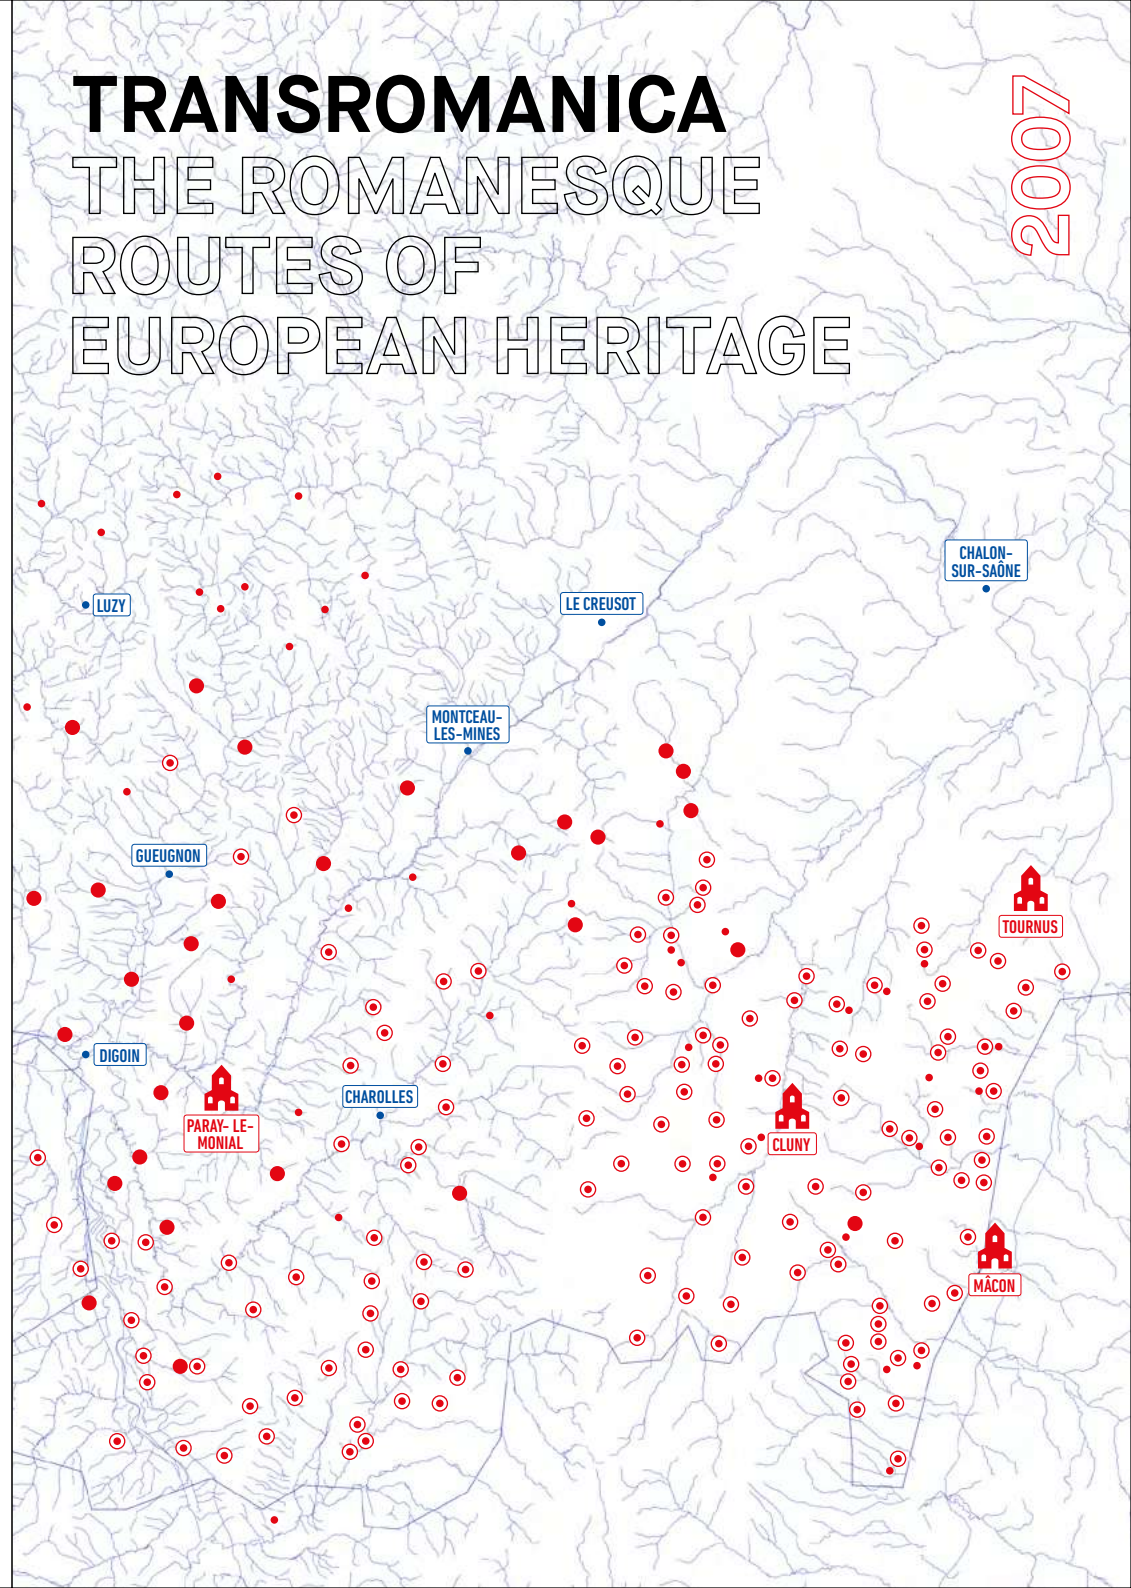 TRANSROMANICA
THE ROMANESQUE
ROUTES OF
EUROPEAN HERITAGE
2007
CHALON-
SUR-SAÔNE
LUZY
LE CREUSOT
MONTCEAU-
LES-MINES
GUEUGNON
TOURNUS
DIGOIN
CHAROLLES
PARAY- LE-
MONIAL
CLUNY
MÂCON